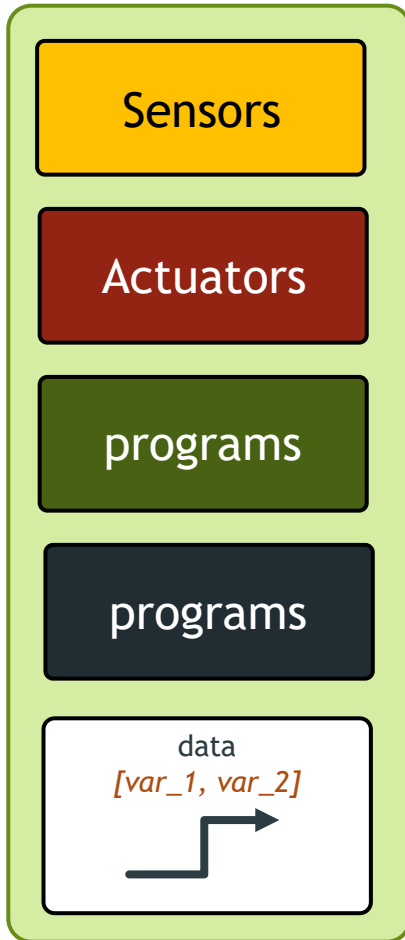 Sensors
Actuators
programs
programs
data
[var_1, var_2]